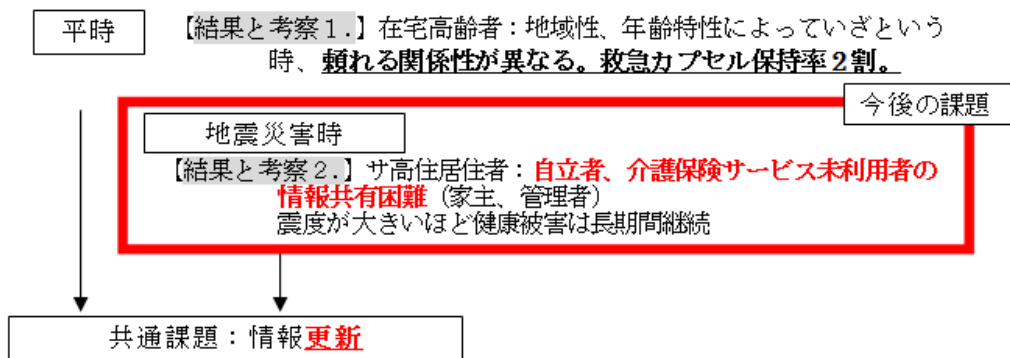 平時
【結果と考察１.】在宅高齢者：地域性、年齢特性によっていざという
時、頼れる関係性が異なる。救急カプセル保持率２割。
今後の課題
地震災害時
【結果と考察２.】サ高住居住者：自立者、介護保険サービス未利用者の
情報共有困難（家主、管理者）
震度が大きいほど健康被害は長期間継続
共通課題：情報更新